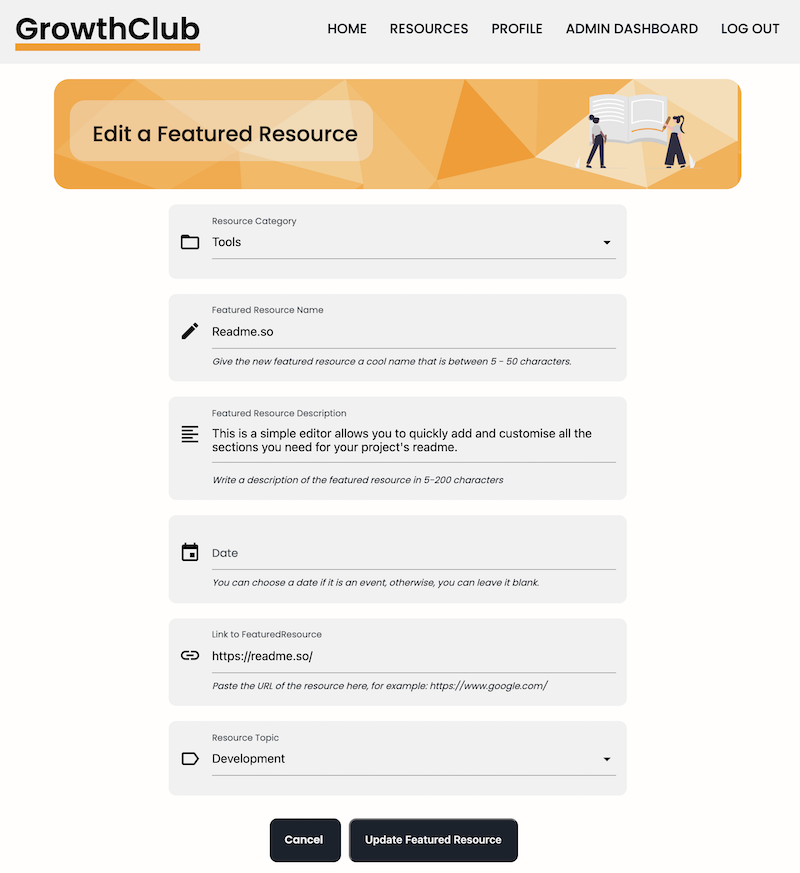 GrowthClub
HOME RESOURCES PROFILE ADMIN DASHBOARD LOG OUT
Edit a Featured Resource
Resource Category
Tools
Featured Resource Name
Readme.so
Give the new featured resource a cool name that is between 5 - 50 characters.
Featured Resource Description
This is a simple editor allows you to quickly add and customise all the
sections you need for your project's readme.
Write a description of the featured resource in 5-200 characters
Date
You can choose a date if it is an event, otherwise, you can leave it blank.
Link to FeaturedResource
https://readme.so/
Paste the URL of the resource here, for example: https://www.google.com/
Resource Topic
Development
Cancel
Update Featured Resource